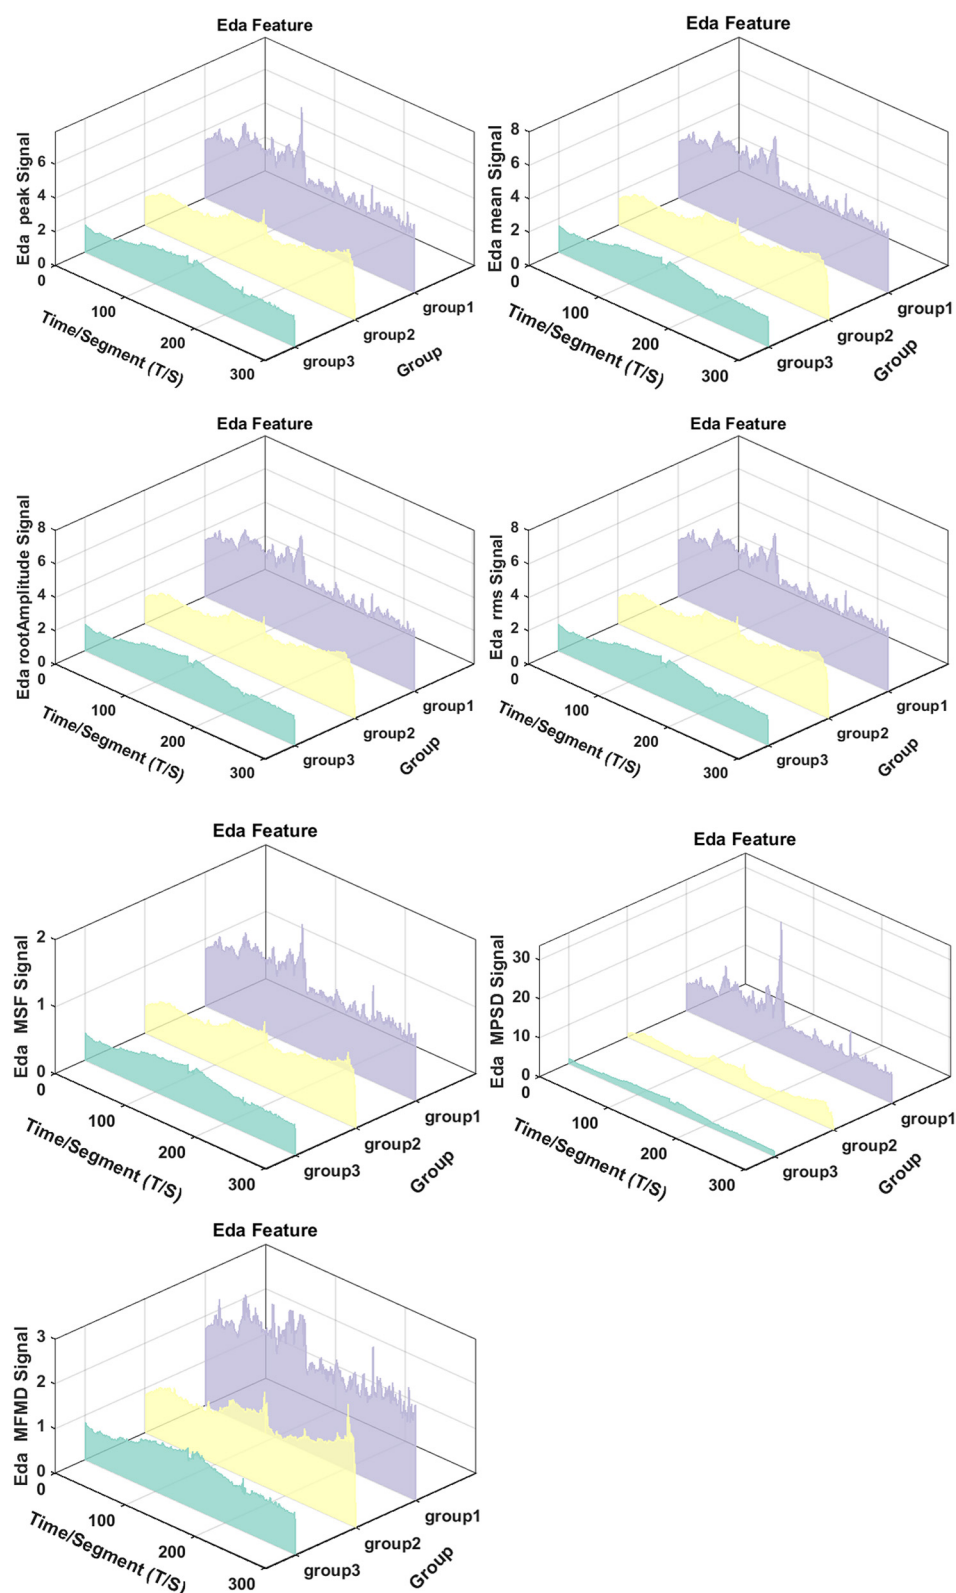 Eda Feature
Eda peak Signal
6
4
2
0
0
100
200
300
Time/Segment (T/S)
group3
group2
group1
Group
Eda Feature
Eda mean Signal
8
6
4
2
0
0
100
200
300
Time/Segment (T/S)
group3
group2
group1
Group
Eda Feature
Eda rootAmplitude Signal
8
6
4
2
0
0
100
200
300
Time/Segment (T/S)
group3
group2
group1
Group
Eda Feature
Eda rms Signal
8
6
4
2
0
0
100
200
300
Time/Segment (T/S)
group3
group2
group1
Group
Eda Feature
Eda MSF Signal
2
1
0
0
100
200
300
Time/Segment (T/S)
group3
group2
group1
Group
Eda Feature
Eda MPSD Signal
30
20
10
0
0
100
200
300
Time/Segment (T/S)
group3
group2
group1
Group
Eda Feature
Eda MFMD Signal
3
2
1
0
0
100
200
300
Time/Segment (T/S)
group3
group2
group1
Group